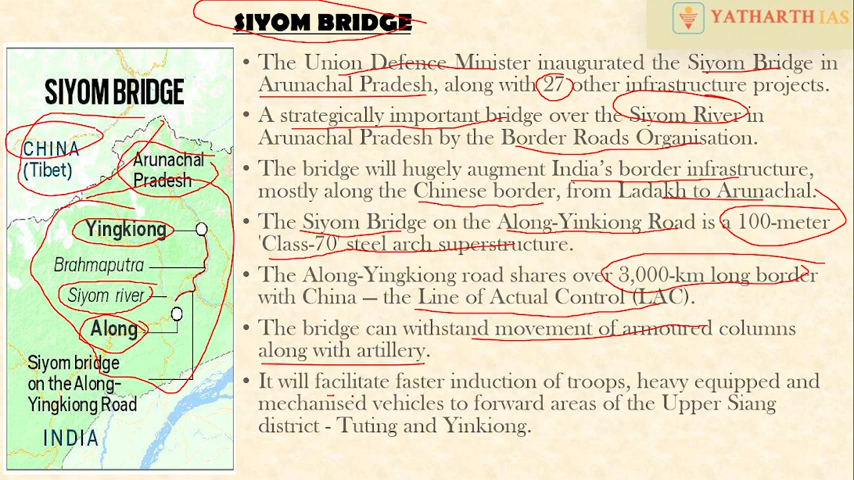 SIYOM BRIDGE
YATHARTH IAS
SIYOM BRIDGE
CHINA
(Tibet)
Arunachal
Pradesh
Yingkiong
Brahmaputra
Siyom river
Along
Siyom bridge
on the Along-
Yingkiong Road
INDIA
• The Union Defence Minister inaugurated the Siyom Bridge in
Arunachal Pradesh, along with 27 other infrastructure projects.
• A strategically important bridge over the Siyom River in
Arunachal Pradesh by the Border Roads Organisation.
• The bridge will hugely augment India's border infrastructure,
mostly along the Chinese border, from Ladakh to Arunachal.
• The Siyom Bridge on the Along-Yinkiong Road is a 100-meter
'Class-70' steel arch superstructure.
• The Along-Yingkiong road shares over 3,000-km long border
with China — the Line of Actual Control (LAC).
• The bridge can withstand movement of armoured columns
along with artillery.
• It will facilitate faster induction of troops, heavy equipped and
mechanised vehicles to forward areas of the Upper Siang
district - Tuting and Yinkiong.